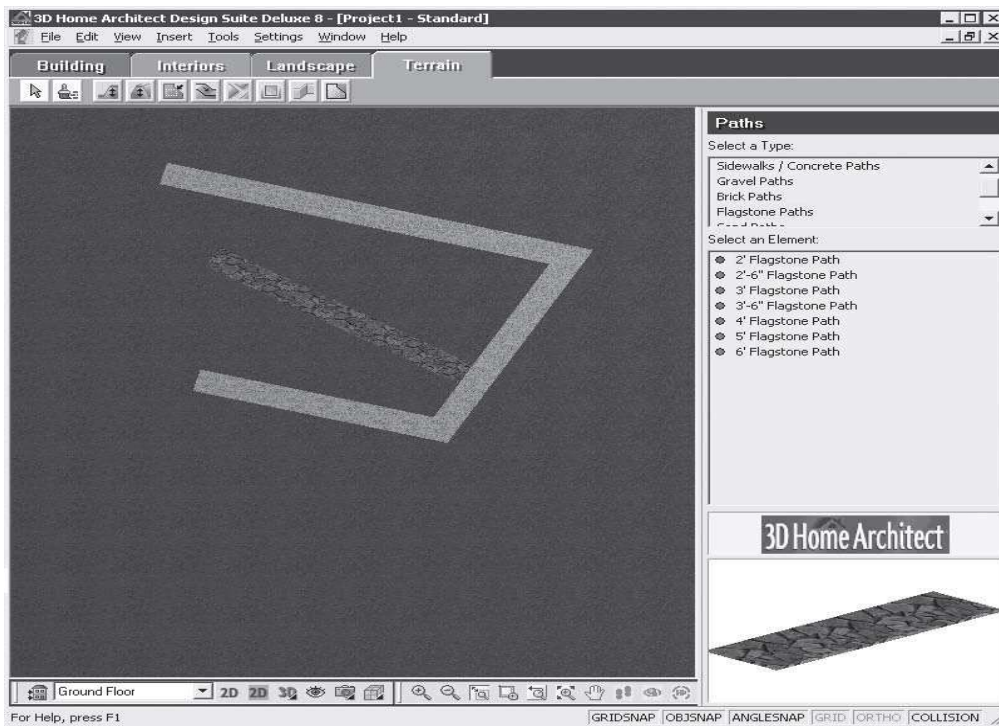 3D Home Architect Design Suite Deluxe 8 - [Project1 - Standard]
File Edit View Insert Tools Settings Window Help
Building Interiors Landscape Terrain
Paths
Select a Type:
Sidewalks / Concrete Paths
Gravel Paths
Brick Paths
Flagstone Paths
Sand Paths
Select an Element:
2' Flagstone Path
2'-6" Flagstone Path
3' Flagstone Path
3'-6" Flagstone Path
4' Flagstone Path
5' Flagstone Path
6' Flagstone Path
3D Home Architect
Ground Floor 2D 2D 3D
For Help, press F1
GRIDSNAP OBJSNAP ANGLESNAP GRID ORTHO COLLISION